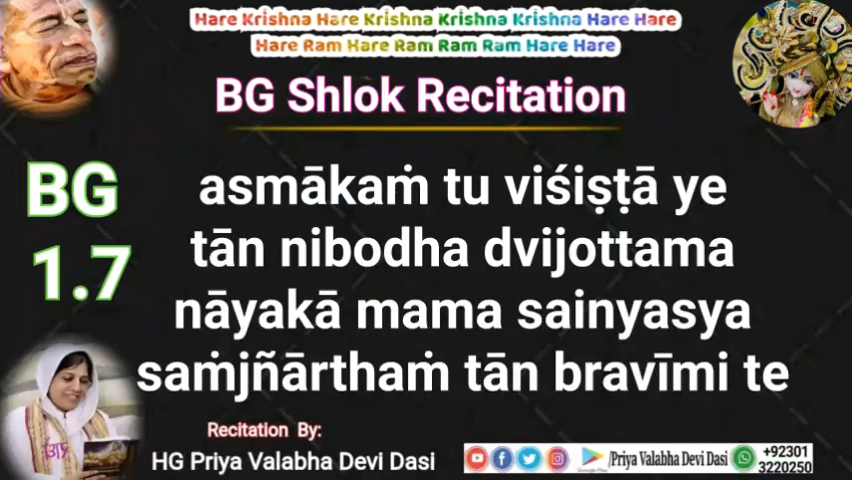 Hare Krishna Hare Krishna Krishna Krishna Hare Hare
Hare Ram Hare Ram Ram Ram Hare Hare
BG Shlok Recitation
BG
1.7
asmākaṁ tu viśiṣṭā ye
tān nibodha dvijottama
nāyakā mama sainyasya
saṁjñārthaṁ tān bravīmi te
Recitation By:
HG Priya Valabha Devi Dasi
/Priya Valabha Devi Dasi
+92301
3220250